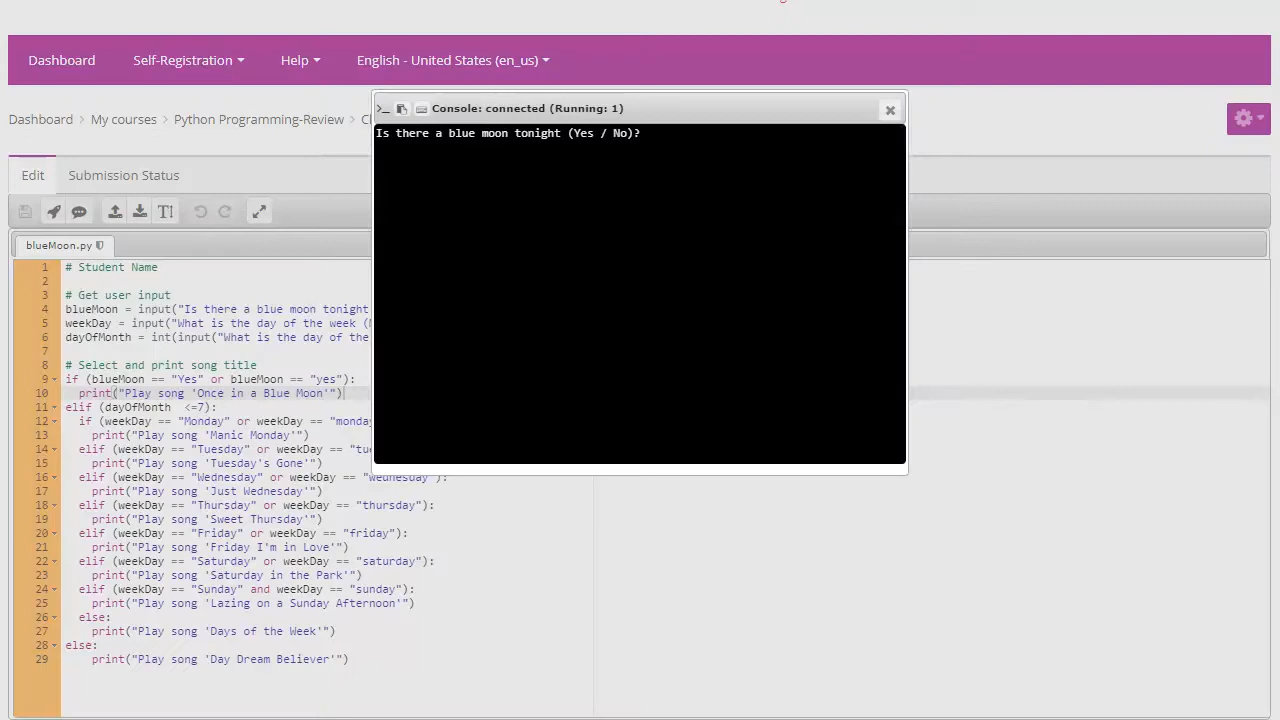 Dashboard Self-Registration Help English - United States (en_us)
Console: connected (Running: 1)
Is there a blue moon tonight (Yes / No)?
Dashboard My courses Python Programming-Review
Edit Submission Status
blueMoon.py
1 # Student Name
2
3 # Get user input
4 blueMoon = input("Is there a blue moon tonight
5 weekDay = input("What is the day of the week (
6 dayOfMonth = int(input("What is the day of the
7
8 # Select and print song title
9 if (blueMoon == "Yes" or blueMoon == "yes"):
10 print("Play song 'Once in a Blue Moon'")
11 elif (dayOfMonth  <=7):
12 if (weekDay == "Monday" or weekDay == "monda
13 print("Play song 'Manic Monday'")
14 elif (weekDay == "Tuesday" or weekDay == "tue
15 print("Play song 'Tuesday's Gone'")
16 elif (weekDay == "Wednesday" or weekDay == "wednesday"):
17 print("Play song 'Just Wednesday'")
18 elif (weekDay == "Thursday" or weekDay == "thursday"):
19 print("Play song 'Sweet Thursday'")
20 elif (weekDay == "Friday" or weekDay == "friday"):
21 print("Play song 'Friday I'm in Love'")
22 elif (weekDay == "Saturday" or weekDay == "saturday"):
23 print("Play song 'Saturday in the Park'")
24 elif (weekDay == "Sunday" and weekDay == "sunday"):
25 print("Play song 'Lazing on a Sunday Afternoon'")
26 else:
27 print("Play song 'Days of the Week'")
28 else:
29 print("Play song 'Day Dream Believer'")